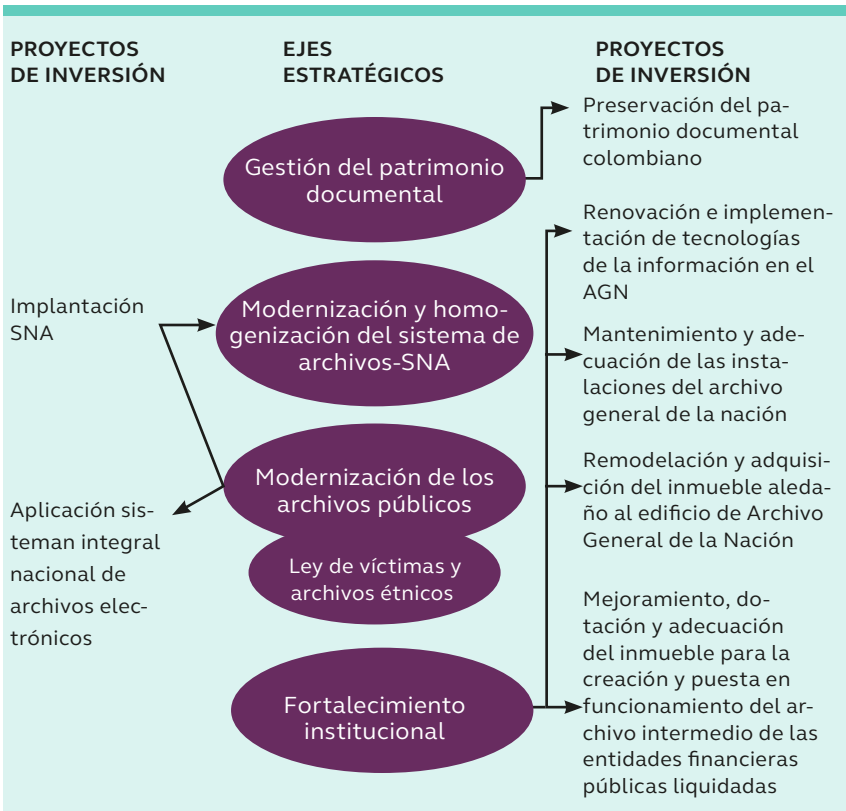 PROYECTOS
DE INVERSIÓN
EJES
ESTRATÉGICOS
PROYECTOS
DE INVERSIÓN
Implantación
SNA
Aplicación sis-
teman integral
nacional de
archivos elec-
trónicos
Gestión del patrimonio
documental
Modernización y homo-
genización del sistema de
archivos-SNA
Modernización de los
archivos públicos
Ley de víctimas y
archivos étnicos
Fortalecimiento
institucional
Preservación del pa-
trimonio documental
colombiano
Renovación e implemen-
tación de tecnologías
de la información en el
AGN
Mantenimiento y ade-
cuación de las insta-
laciones del archivo
general de la nación
Remodelación y adquisi-
ción del inmueble aleda-
ño al edificio de Archivo
General de la Nación
Mejoramiento, do-
tación y adecuación
del inmueble para la
creación y puesta en
funcionamiento del ar-
chivo intermedio de las
entidades financieras
públicas liquidadas